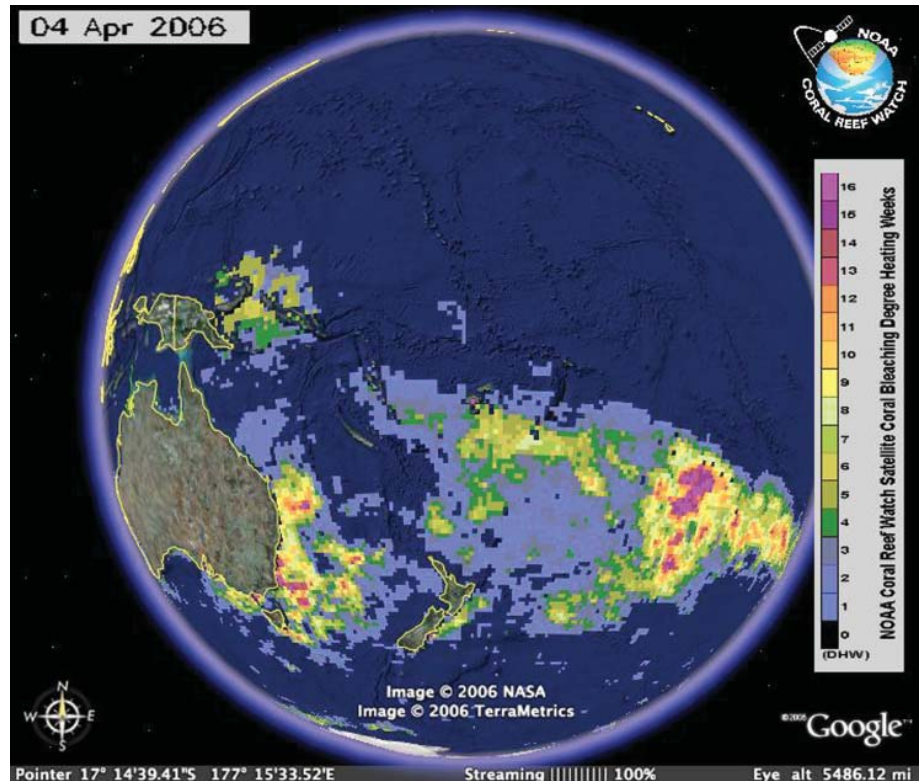 04 Apr 2006
NOAA
CORAL REEF WATCH
16
15
14
13
12
11
10
9
8
7
6
5
4
3
2
1
0
(DHW)
NOAA Coral Reef Watch Satellite Coral Bleaching Degree Heating Weeks
N
W E
S
Image © 2006 NASA
Image © 2006 TerraMetrics
©2006 Google™
Pointer 17° 14'39.41"S 177° 15'33.52"E Streaming |||||||||| 100% Eye alt 5486.12 mi